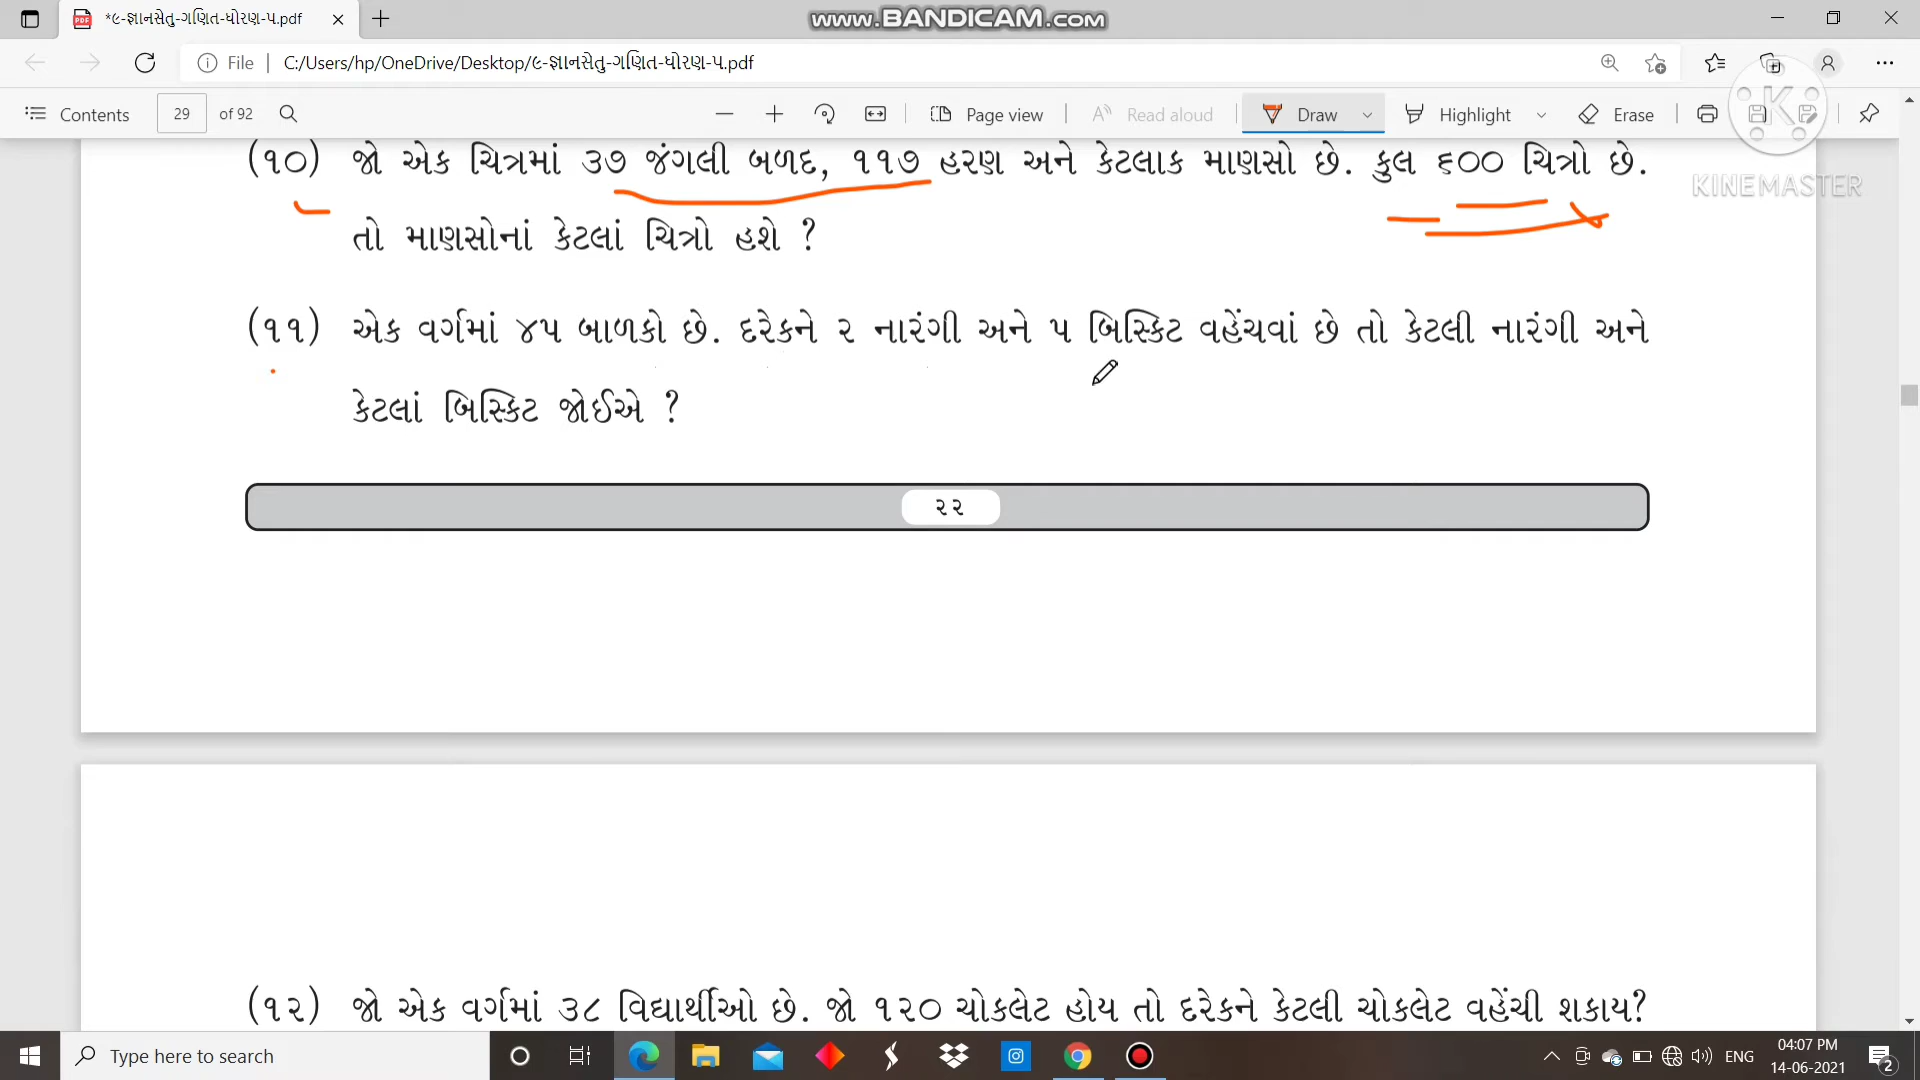 *૯-જ્ઞાનસેતુ-ગણિત-ધોરણ-૫.pdf
www.BANDICAM.com
File C:/Users/hp/OneDrive/Desktop/૯-જ્ઞાનસેતુ-ગણિત-ધોરણ-૫.pdf
Contents 29 of 92 Page view Read aloud Draw Highlight Erase
KINEMASTER
(૧૦) જો એક ચિત્રમાં ૩૭ જંગલી બળદ, ૧૧૭ હરણ અને કેટલાક માણસો છે. કુલ ૬૦૦ ચિત્રો છે.
તો માણસોનાં કેટલાં ચિત્રો હશે ?
(૧૧) એક વર્ગમાં ૪૫ બાળકો છે. દરેકને ૨ નારંગી અને ૫ બિસ્કિટ વહેંચવાં છે તો કેટલી નારંગી અને
કેટલાં બિસ્કિટ જોઈએ ?
૨૨
(૧૨) જો એક વર્ગમાં ૩૮ વિદ્યાર્થીઓ છે. જો ૧૨૦ ચોકલેટ હોય તો દરેકને કેટલી ચોકલેટ વહેંચી શકાય?
Type here to search
ENG
04:07 PM
14-06-2021
2